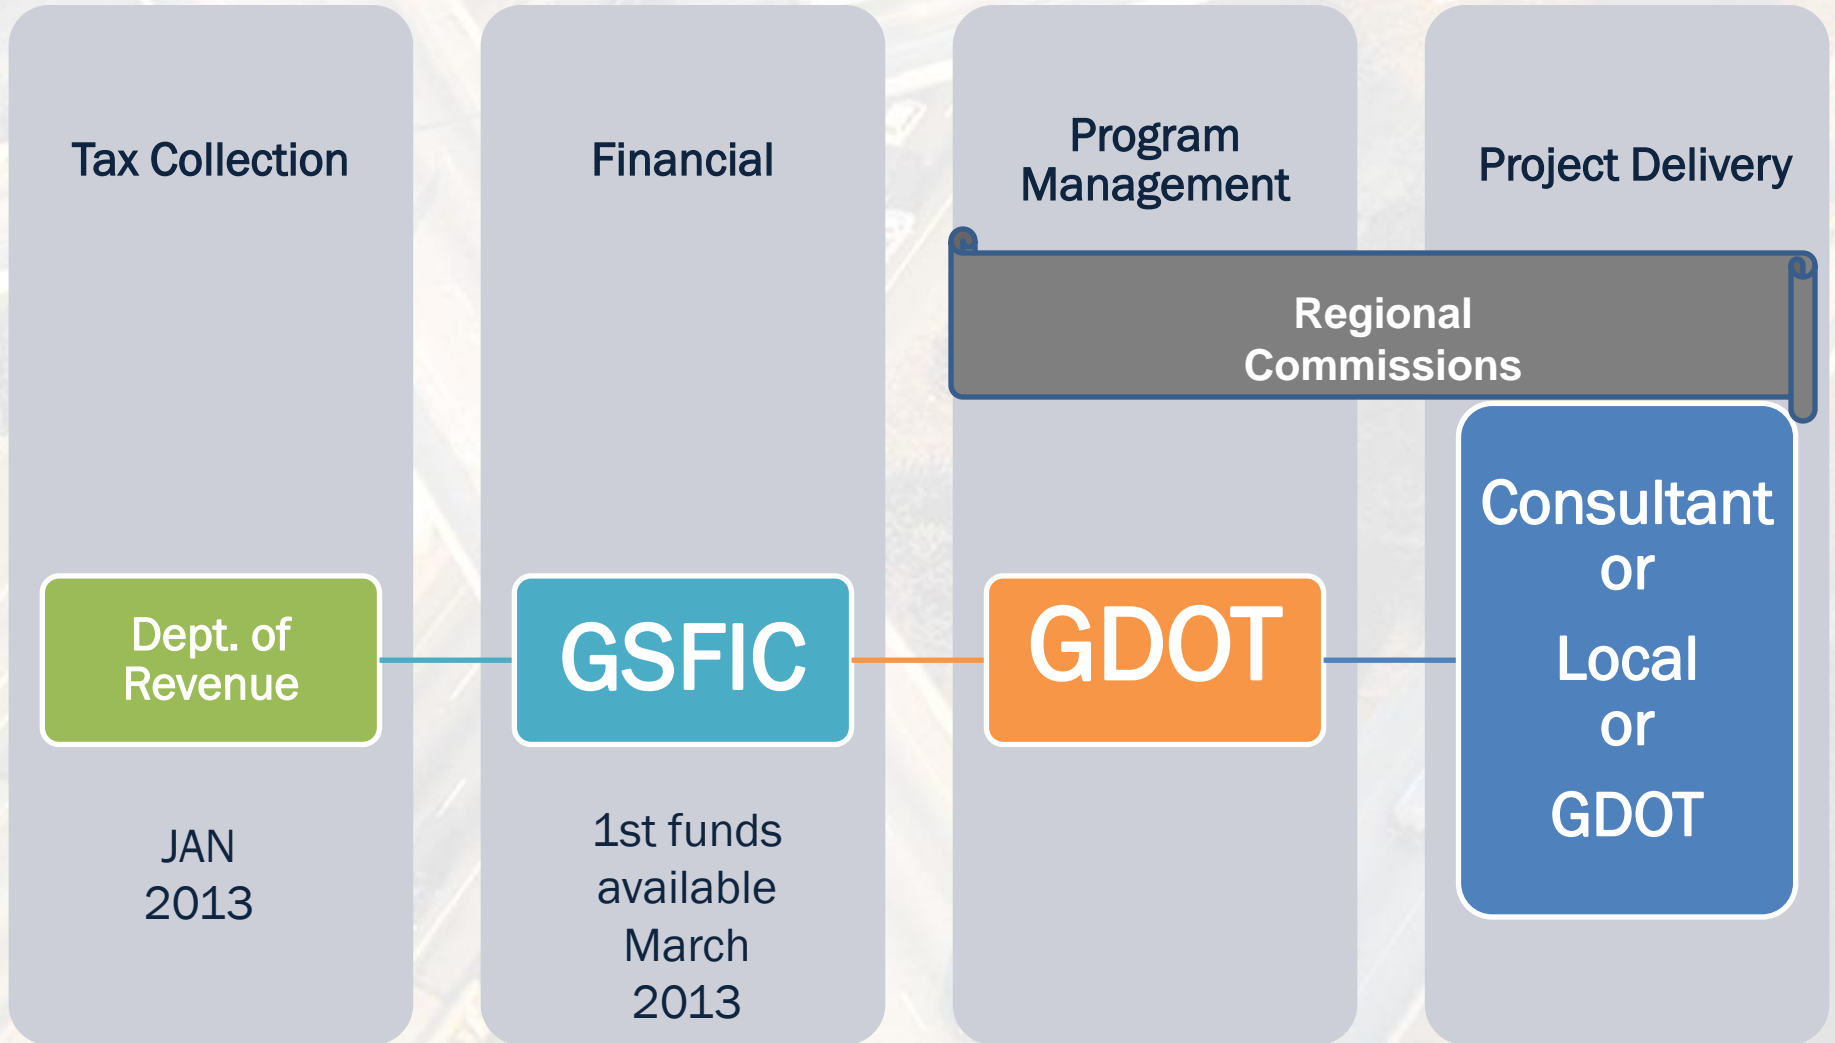 Tax Collection
Dept. of
Revenue
JAN
2013
Financial
GSFIC
1st funds
available
March
2013
Program
Management
Regional
Commissions
GDOT
Project Delivery
Consultant
or
Local
or
GDOT